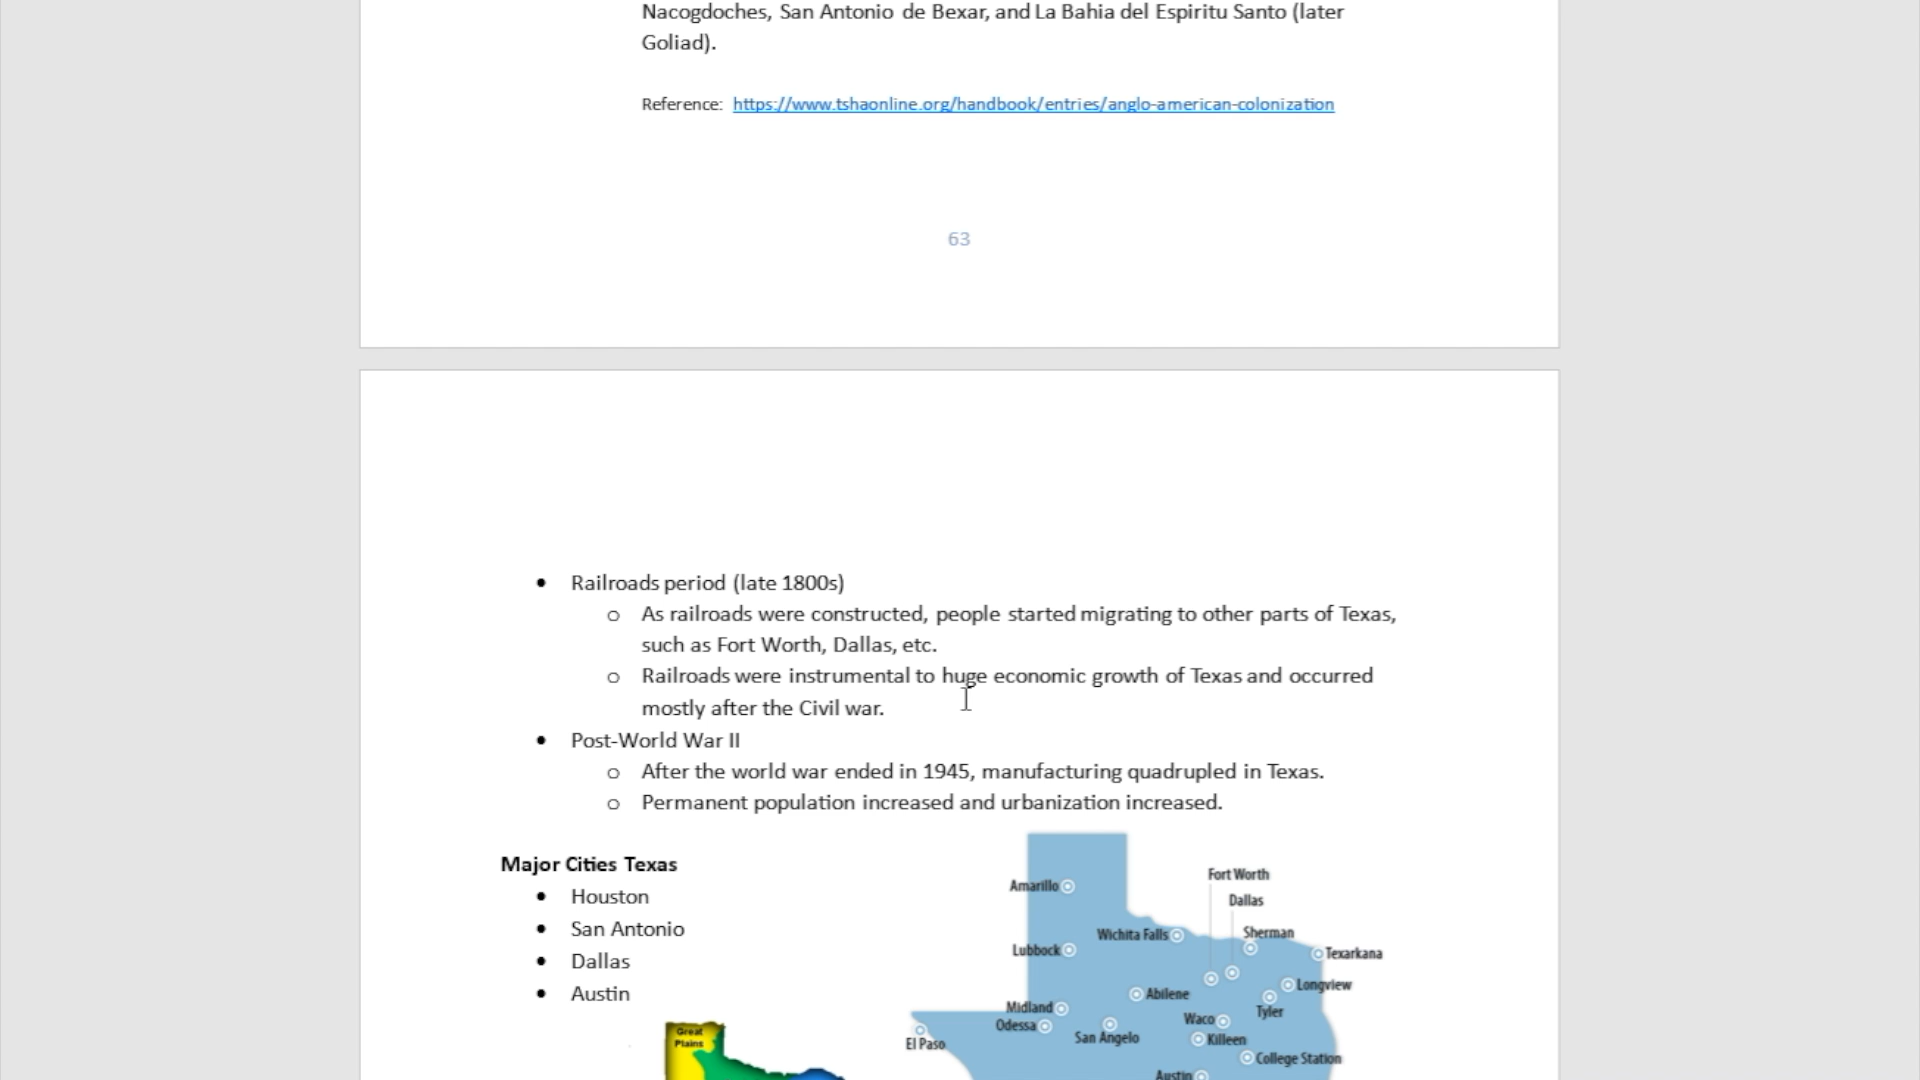 Nacogdoches, San Antonio de Bexar, and La Bahia del Espiritu Santo (later
Goliad).
Reference: https://www.tshaonline.org/handbook/entries/anglo-american-colonization
63
• Railroads period (late 1800s)
o As railroads were constructed, people started migrating to other parts of Texas,
such as Fort Worth, Dallas, etc.
o Railroads were instrumental to huge economic growth of Texas and occurred
mostly after the Civil war.
• Post-World War II
o After the world war ended in 1945, manufacturing quadrupled in Texas.
o Permanent population increased and urbanization increased.
Major Cities Texas
• Houston
• San Antonio
• Dallas
• Austin
Great
Plains
Fort Worth
Amarillo
Dallas
Wichita Falls
Sherman
Lubbock
Texarkana
Longview
Abilene
Midland
Tyler
Odessa
Waco
San Angelo
Killeen
El Paso
College Station
Austin